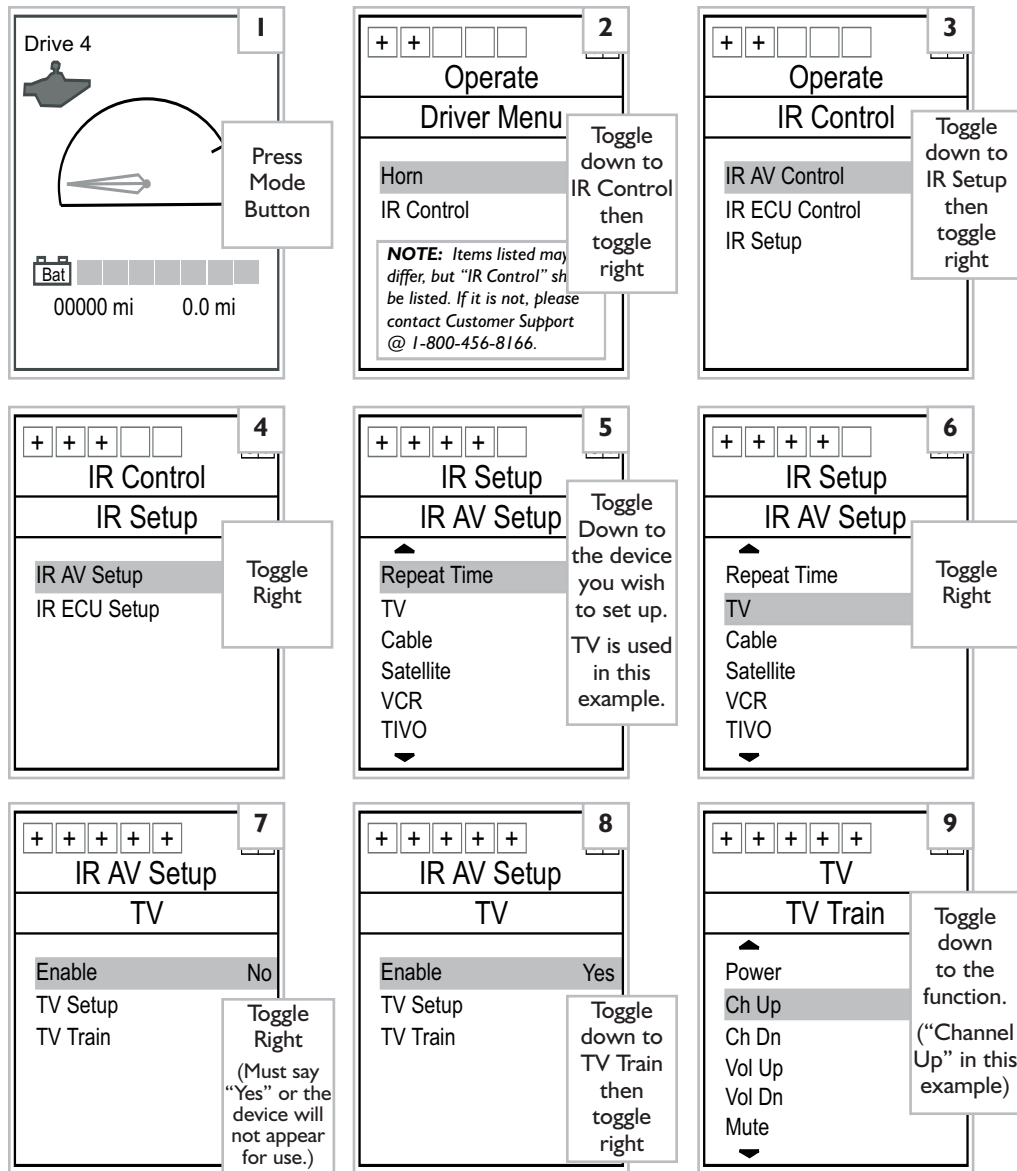 1
Drive 4
Press
Mode
Button
Bat
00000 mi 0.0 mi
2
+ +
Operate
Driver Menu
Horn
IR Control
Toggle
down to
IR Control
then
toggle
right
NOTE: Items listed may
differ, but “IR Control” sh
be listed. If it is not, please
contact Customer Support
@ 1-800-456-8166.
3
+ +
Operate
IR Control
IR AV Control
IR ECU Control
IR Setup
Toggle
down to
IR Setup
then
toggle
right
4
+ + +
IR Control
IR Setup
IR AV Setup
IR ECU Setup
Toggle
Right
5
+ + + +
IR Setup
IR AV Setup
Repeat Time
TV
Cable
Satellite
VCR
TIVO
Toggle
Down to
the device
you wish
to set up.
TV is used
in this
example.
6
+ + + +
IR Setup
IR AV Setup
Repeat Time
TV
Cable
Satellite
VCR
TIVO
Toggle
Right
7
+ + + + +
IR AV Setup
TV
Enable No
TV Setup
TV Train
Toggle
Right
(Must say
“Yes” or the
device will
not appear
for use.)
8
+ + + + +
IR AV Setup
TV
Enable Yes
TV Setup
TV Train
Toggle
down to
TV Train
then
toggle
right
9
+ + + + +
TV
TV Train
Power
Ch Up
Ch Dn
Vol Up
Vol Dn
Mute
Toggle
down
to the
function.
(“Channel
Up” in this
example)